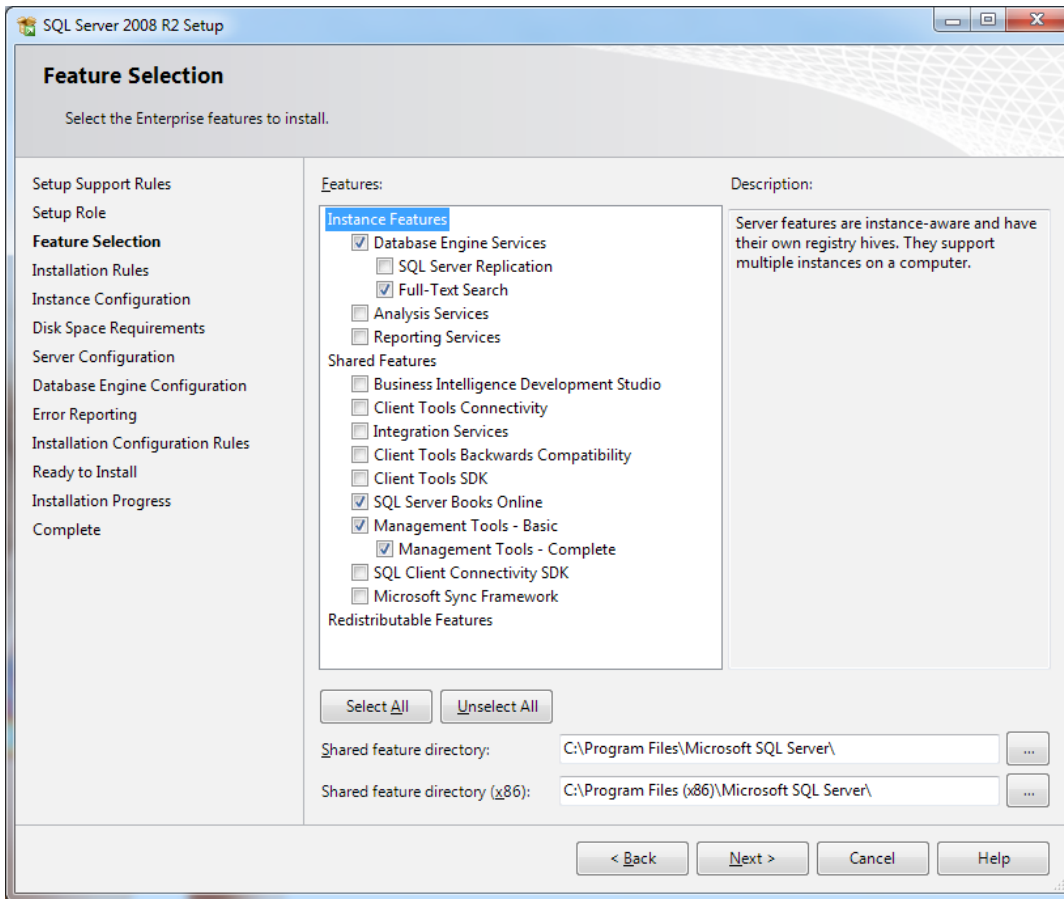 SQL Server 2008 R2 Setup
Feature Selection
Select the Enterprise features to install.
Setup Support Rules
Setup Role
Feature Selection
Installation Rules
Instance Configuration
Disk Space Requirements
Server Configuration
Database Engine Configuration
Error Reporting
Installation Configuration Rules
Ready to Install
Installation Progress
Complete
Features:
Instance Features
Database Engine Services
SQL Server Replication
Full-Text Search
Analysis Services
Reporting Services
Shared Features
Business Intelligence Development Studio
Client Tools Connectivity
Integration Services
Client Tools Backwards Compatibility
Client Tools SDK
SQL Server Books Online
Management Tools - Basic
Management Tools - Complete
SQL Client Connectivity SDK
Microsoft Sync Framework
Redistributable Features
Description:
Server features are instance-aware and have
their own registry hives. They support
multiple instances on a computer.
Select All
Unselect All
Shared feature directory:
C:\Program Files\Microsoft SQL Server\
...
Shared feature directory (x86):
C:\Program Files (x86)\Microsoft SQL Server\
...
< Back
Next >
Cancel
Help